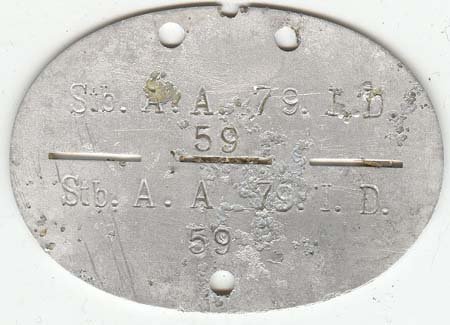 Stb. A. A. 79. I. D.
59
Stb. A. A 79. I. D.
59